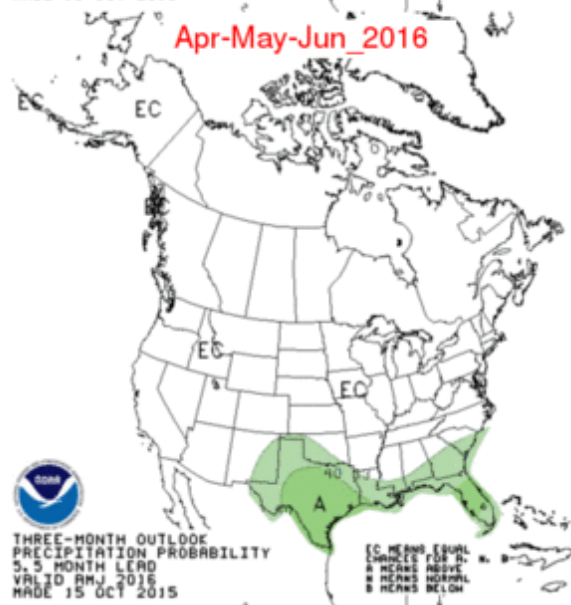 Apr-May-Jun_2016
EC
EC
EC
EC
40
A
NOAA
THREE-MONTH OUTLOOK
PRECIPITATION PROBABILITY
5.5 MONTH LEAD
VALID AMJ 2016
MADE 15 OCT 2015
EC MEANS EQUAL
CHANCES FOR A, N, B
A MEANS ABOVE
N MEANS NORMAL
B MEANS BELOW